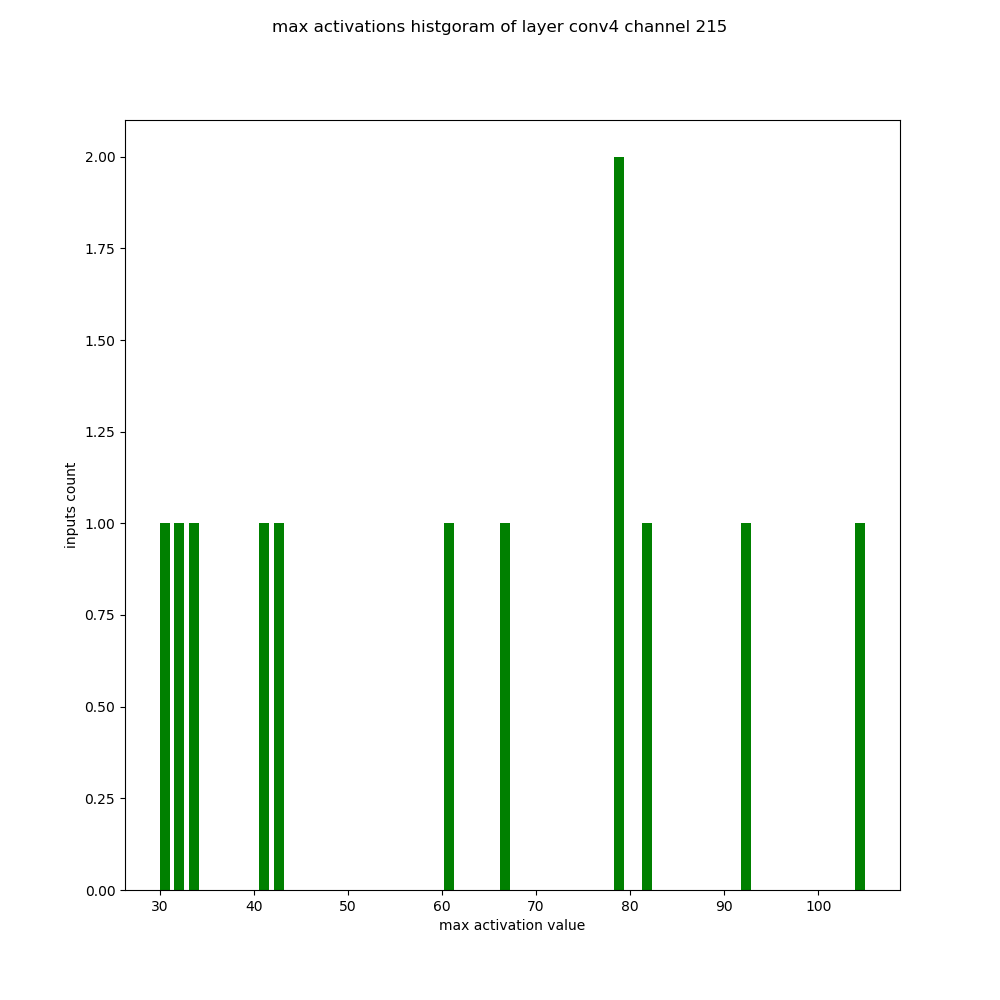 max activations histgoram of layer conv4 channel 215
2.00
1.75
1.50
1.25
1.00
0.75
0.50
0.25
0.00
inputs count
30 40 50 60 70 80 90 100
max activation value